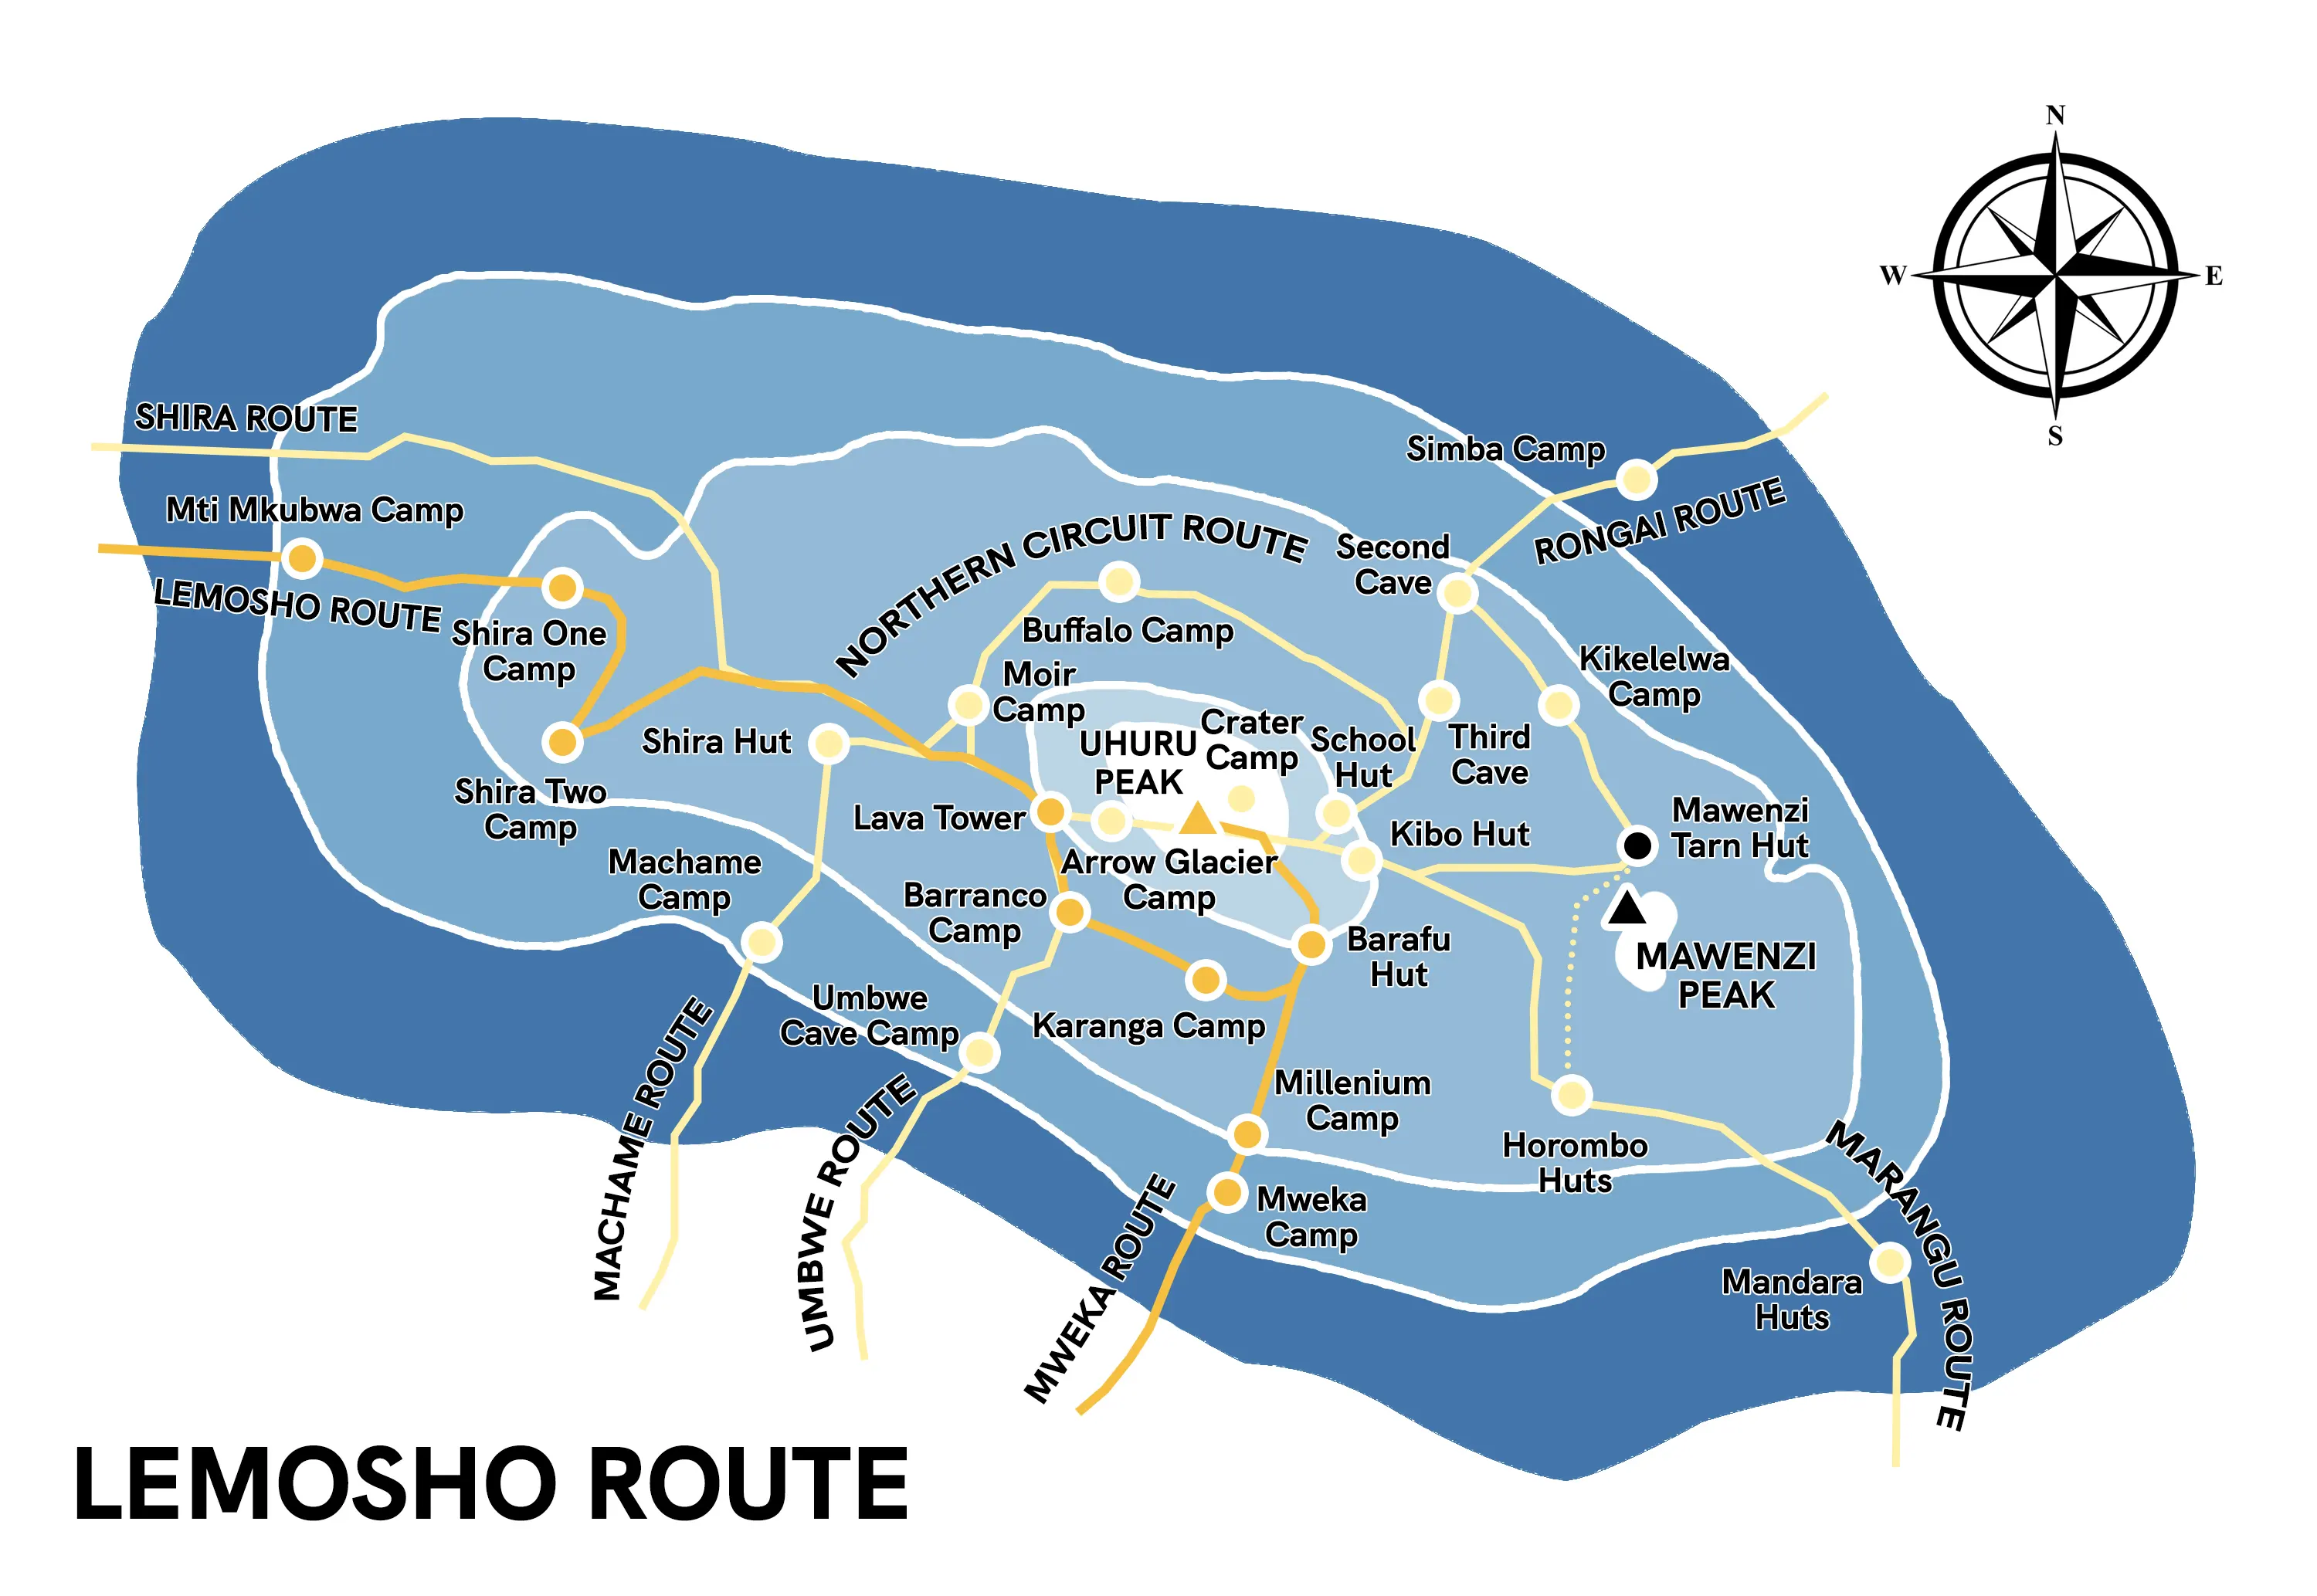 N
W
E
S
SHIRA ROUTE
Mti Mkubwa Camp
LEMOSHO ROUTE
Shira One
Camp
Shira Two
Camp
Simba Camp
RONGAI ROUTE
NORTHERN CIRCUIT ROUTE
Second
Cave
Buffalo Camp
Kikelelwa
Camp
Moir
Camp
Shira Hut
UHURU
PEAK
Crater
Camp
School
Hut
Third
Cave
Lava Tower
Kibo Hut
Mawenzi
Tarn Hut
Machame
Camp
Arrow Glacier
Camp
Barranco
Camp
Barafu
Hut
MAWENZI
PEAK
Umbwe
Cave Camp
Karanga Camp
Millenium
Camp
Horombo
Huts
Mweka
Camp
Mandara
Huts
MACHAME ROUTE
UMBWE ROUTE
MWEKA ROUTE
MARANGU ROUTE
LEMOSHO ROUTE